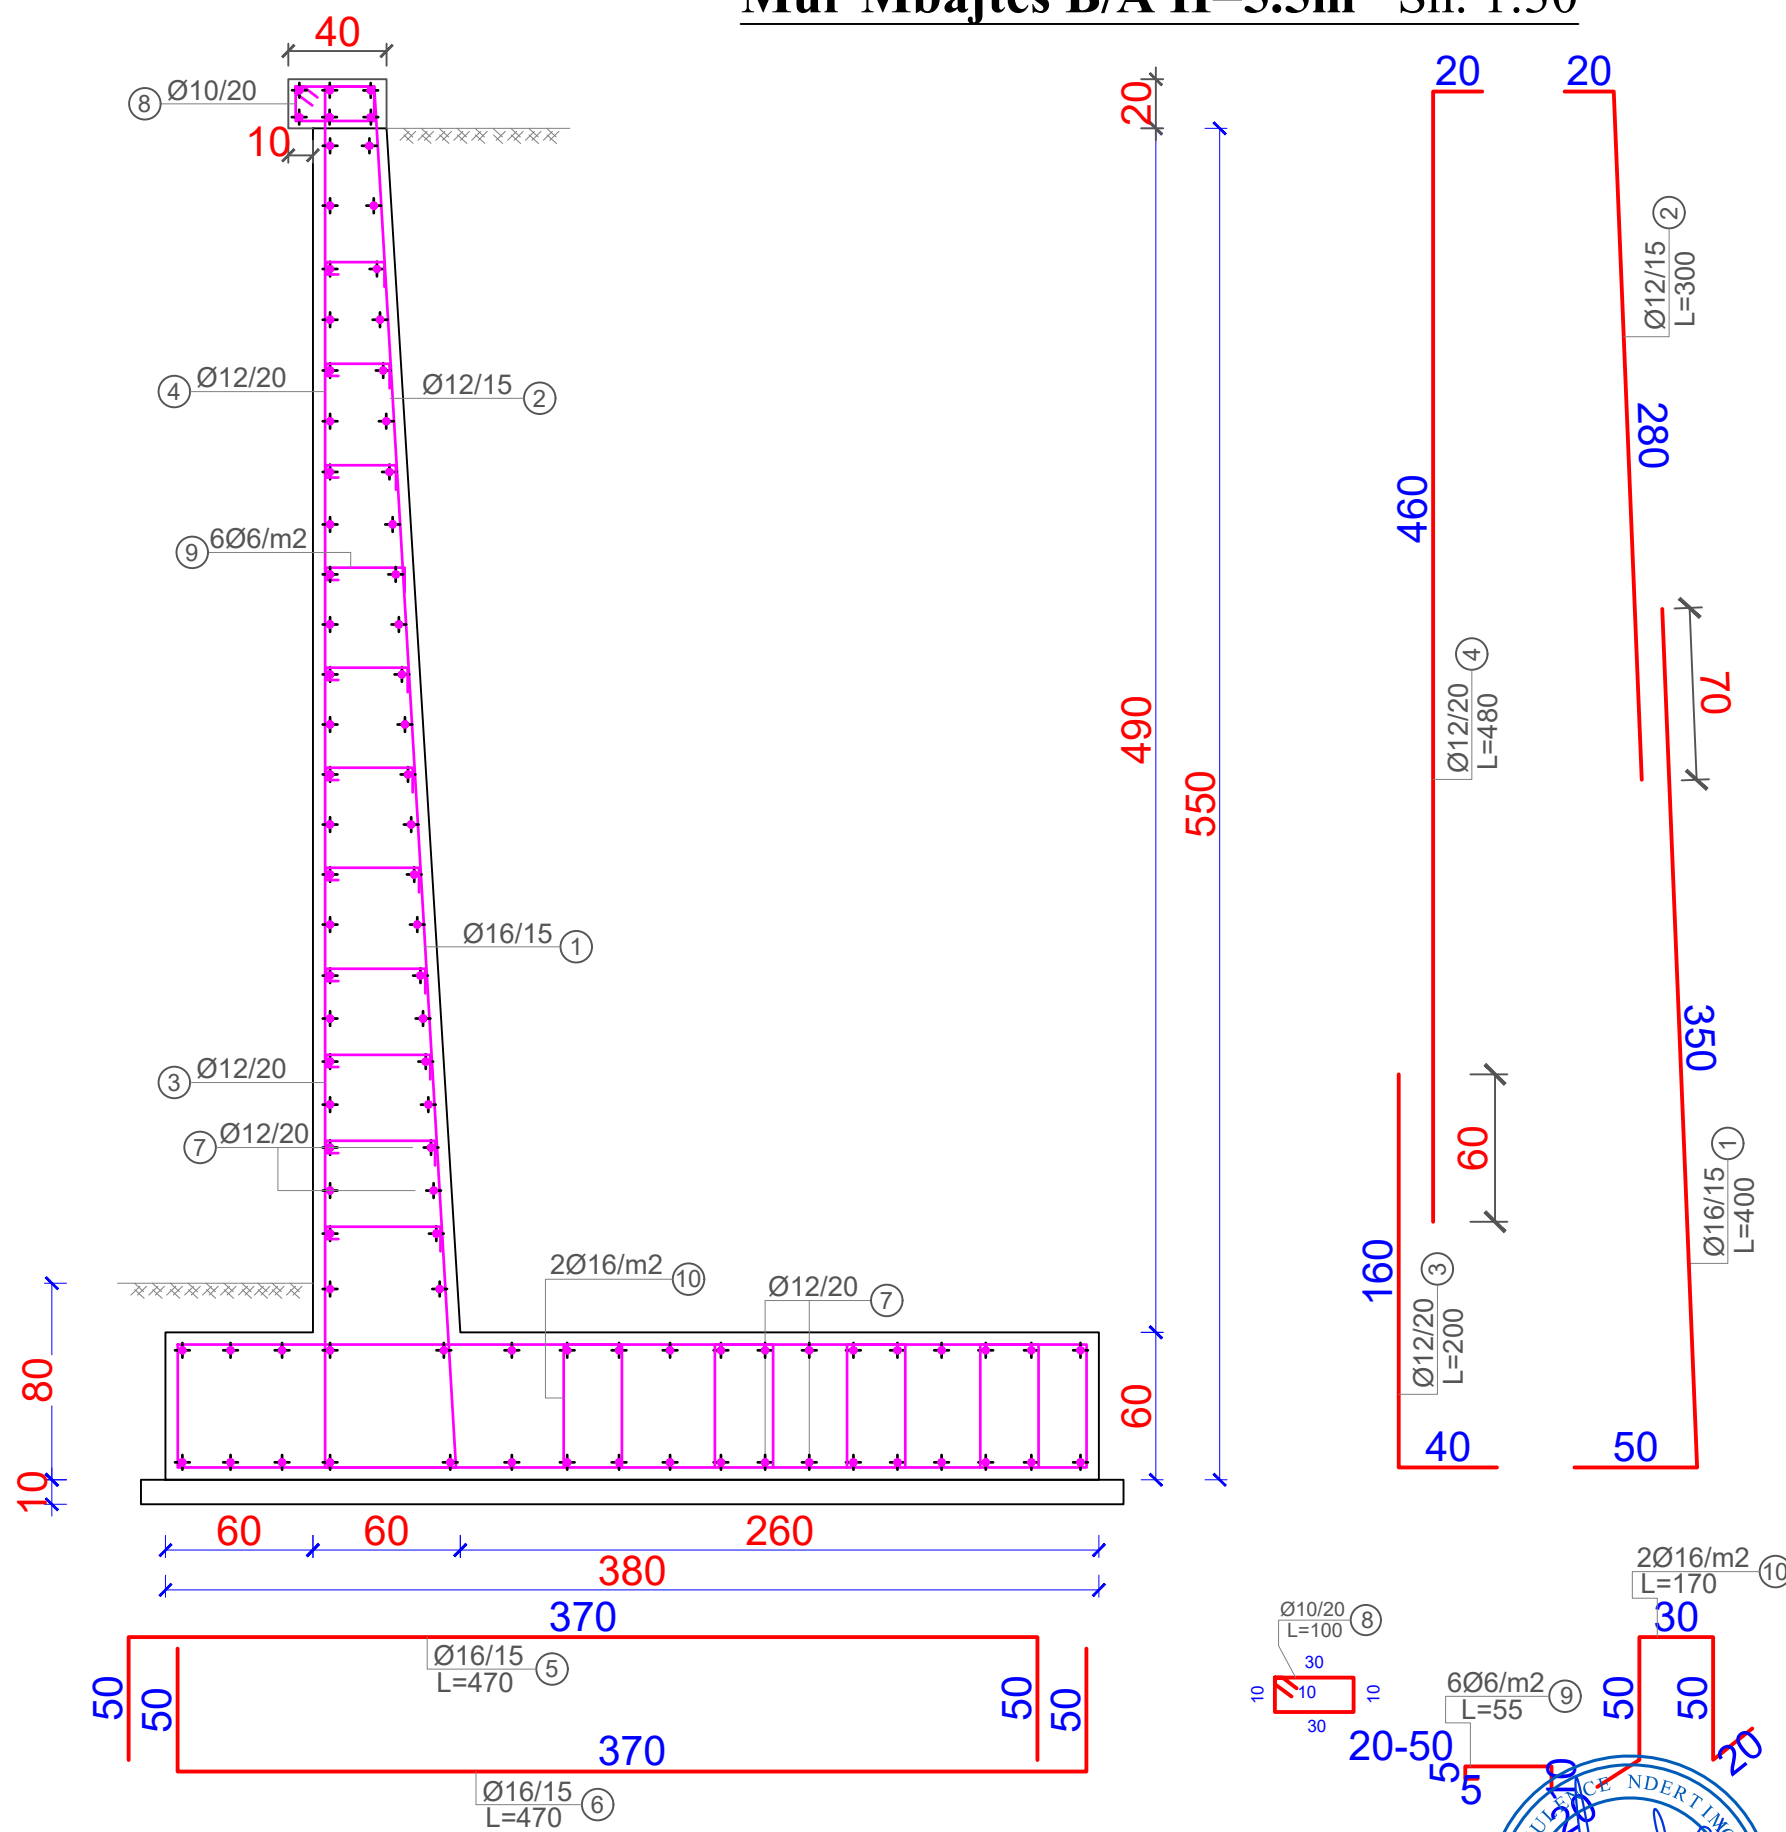 Mur Mbajtes B/A H=5.5m Sh. 1:50
40
8 Ø10/20
10
20
4 Ø12/20
Ø12/15 2
9 6Ø6/m2
490
550
Ø16/15 1
3 Ø12/20
7 Ø12/20
2Ø16/m2 10
Ø12/20 7
80
10
60
60 60 260
380
20 20
2
Ø12/15
L=300
280
460
4
Ø12/20
L=480
70
350
60
1
Ø16/15
L=400
160
3
Ø12/20
L=200
40 50
370
Ø16/15 5
L=470
50 50 50 50
370
Ø16/15 6
L=470
Ø10/20 8
L=100
30
10 10 10
30
6Ø6/m2 9
L=55
20-50
5
5
10
20
2Ø16/m2 10
L=170
30
50 50
20
NDERTIM